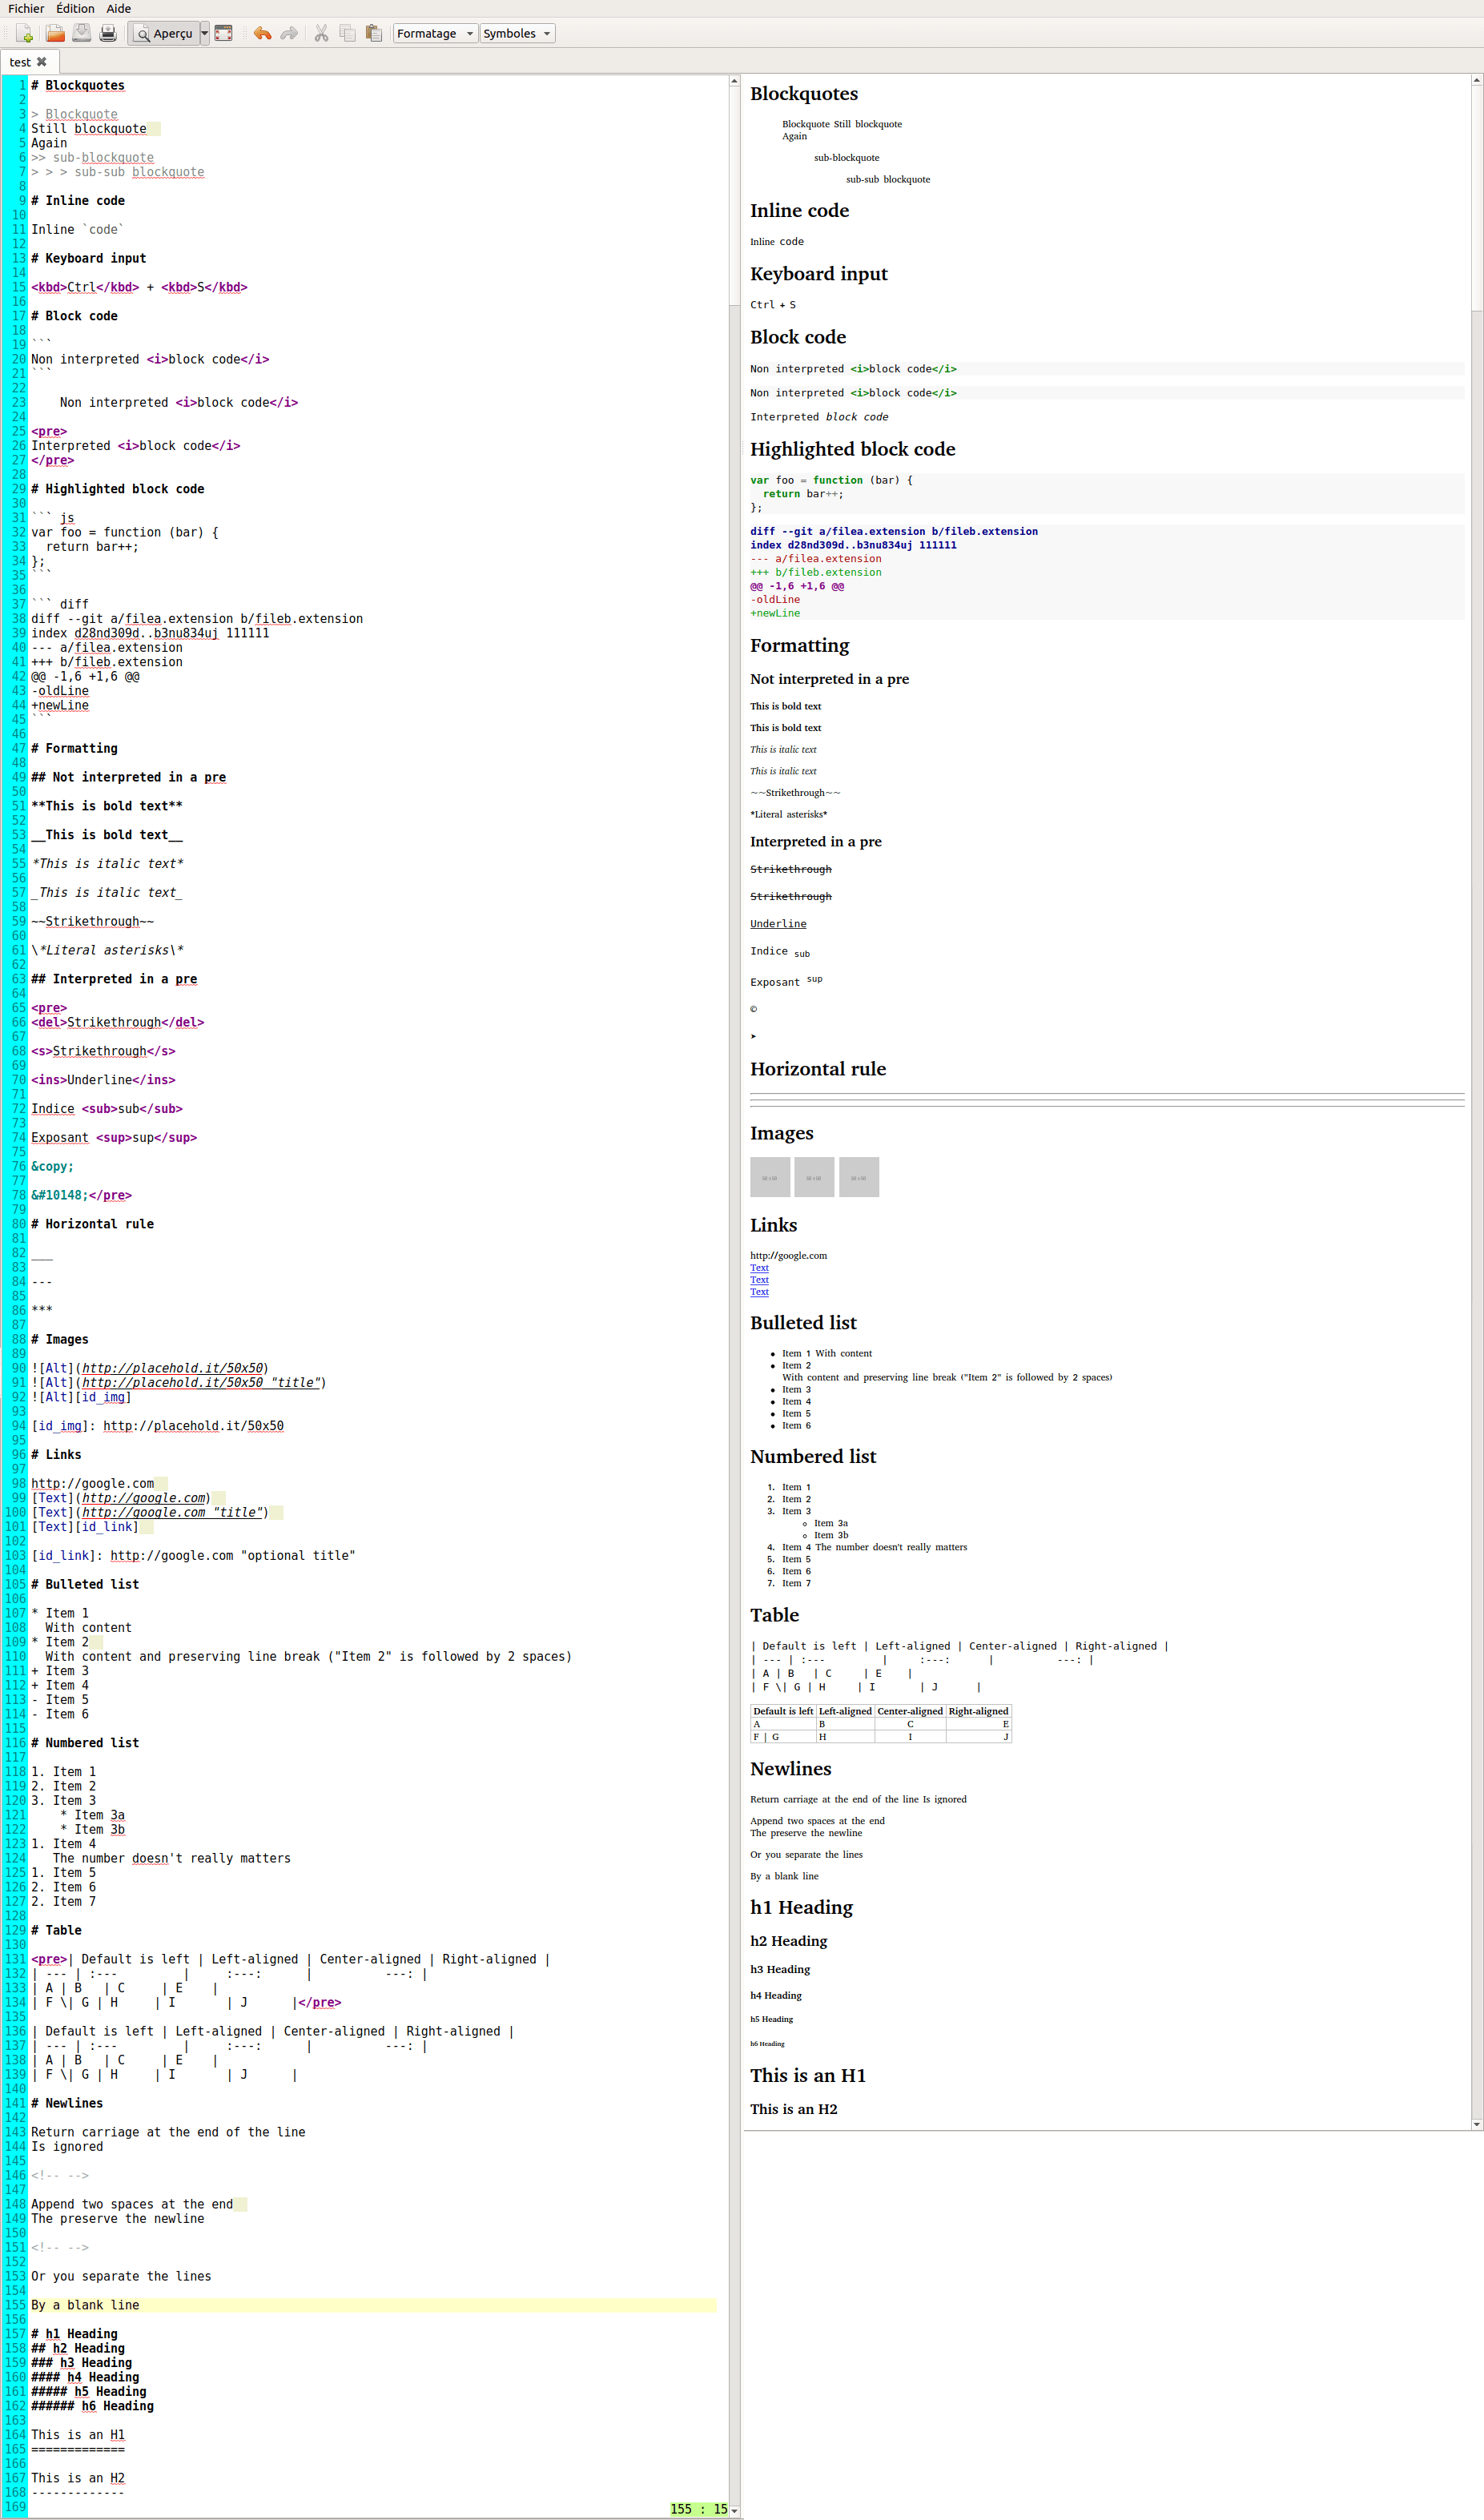 Fichier Édition Aide
Aperçu Formatage Symboles
test
1 # Blockquotes
2
3 > Blockquote
4 Still blockquote
5 Again
6 >> sub-blockquote
7 > > > sub-sub blockquote
8
9 # Inline code
10
11 Inline `code`
12
13 # Keyboard input
14
15 <kbd>Ctrl</kbd> + <kbd>S</kbd>
16
17 # Block code
18
19 ```
20 Non interpreted <i>block code</i>
21 ```
22
23     Non interpreted <i>block code</i>
24
25 <pre>
26 Interpreted <i>block code</i>
27 </pre>
28
29 # Highlighted block code
30
31 ``` js
32 var foo = function (bar) {
33   return bar++;
34 };
35 ```
36
37 ``` diff
38 diff --git a/filea.extension b/fileb.extension
39 index d28nd309d..b3nu834uj 111111
40 --- a/filea.extension
41 +++ b/fileb.extension
42 @@ -1,6 +1,6 @@
43 -oldLine
44 +newLine
45 ```
46
47 # Formatting
48
49 ## Not interpreted in a pre
50
51 **This is bold text**
52
53 __This is bold text__
54
55 *This is italic text*
56
57 _This is italic text_
58
59 ~~Strikethrough~~
60
61 \*Literal asterisks\*
62
63 ## Interpreted in a pre
64
65 <pre>
66 <del>Strikethrough</del>
67
68 <s>Strikethrough</s>
69
70 <ins>Underline</ins>
71
72 Indice <sub>sub</sub>
73
74 Exposant <sup>sup</sup>
75
76 &copy;
77
78 &#10148;</pre>
79
80 # Horizontal rule
81
82 ___
83
84 ---
85
86 ***
87
88 # Images
89
90 ![Alt](http://placehold.it/50x50)
91 ![Alt](http://placehold.it/50x50 "title")
92 ![Alt][id_img]
93
94 [id_img]: http://placehold.it/50x50
95
96 # Links
97
98 http://google.com
99 [Text](http://google.com)
100 [Text](http://google.com "title")
101 [Text][id_link]
102
103 [id_link]: http://google.com "optional title"
104
105 # Bulleted list
106
107 * Item 1
108   With content
109 * Item 2
110   With content and preserving line break ("Item 2" is followed by 2 spaces)
111 + Item 3
112 + Item 4
113 - Item 5
114 - Item 6
115
116 # Numbered list
117
118 1. Item 1
119 2. Item 2
120 3. Item 3
121     * Item 3a
122     * Item 3b
123 1. Item 4
124    The number doesn't really matters
125 1. Item 5
126 2. Item 6
127 2. Item 7
128
129 # Table
130
131 <pre>| Default is left | Left-aligned | Center-aligned | Right-aligned |
132 | --- | :---         |     :---:      |          ---: |
133 | A | B   | C     | E    |
134 | F \| G | H     | I       | J      |</pre>
135
136 | Default is left | Left-aligned | Center-aligned | Right-aligned |
137 | --- | :---         |     :---:      |          ---: |
138 | A | B   | C     | E    |
139 | F \| G | H     | I       | J      |
140
141 # Newlines
142
143 Return carriage at the end of the line
144 Is ignored
145
146 <!-- -->
147
148 Append two spaces at the end
149 The preserve the newline
150
151 <!-- -->
152
153 Or you separate the lines
154
155 By a blank line
156
157 # h1 Heading
158 ## h2 Heading
159 ### h3 Heading
160 #### h4 Heading
161 ##### h5 Heading
162 ###### h6 Heading
163
164 This is an H1
165 =============
166
167 This is an H2
168 -------------
169
155 : 15
Blockquotes
Blockquote Still blockquote
Again
sub-blockquote
sub-sub blockquote
Inline code
Inline code
Keyboard input
Ctrl + S
Block code
Non interpreted <i>block code</i>
Non interpreted <i>block code</i>
Interpreted block code
Highlighted block code
var foo = function (bar) {
  return bar++;
};
diff --git a/filea.extension b/fileb.extension
index d28nd309d..b3nu834uj 111111
--- a/filea.extension
+++ b/fileb.extension
@@ -1,6 +1,6 @@
-oldLine
+newLine
Formatting
Not interpreted in a pre
This is bold text
This is bold text
This is italic text
This is italic text
~~Strikethrough~~
*Literal asterisks*
Interpreted in a pre
Strikethrough
Strikethrough
Underline
Indice sub
Exposant sup
©
➤
Horizontal rule
Images
50 x 50 50 x 50 50 x 50
Links
http://google.com
Text
Text
Text
Bulleted list
• Item 1 With content
• Item 2
With content and preserving line break ("Item 2" is followed by 2 spaces)
• Item 3
• Item 4
• Item 5
• Item 6
Numbered list
1. Item 1
2. Item 2
3. Item 3
◦ Item 3a
◦ Item 3b
4. Item 4 The number doesn't really matters
5. Item 5
6. Item 6
7. Item 7
Table
| Default is left | Left-aligned | Center-aligned | Right-aligned |
| --- | :---         |     :---:      |          ---: |
| A | B   | C     | E    |
| F \| G | H     | I       | J      |
Default is left Left-aligned Center-aligned Right-aligned
A B C E
F | G H I J
Newlines
Return carriage at the end of the line Is ignored
Append two spaces at the end
The preserve the newline
Or you separate the lines
By a blank line
h1 Heading
h2 Heading
h3 Heading
h4 Heading
h5 Heading
h6 Heading
This is an H1
This is an H2